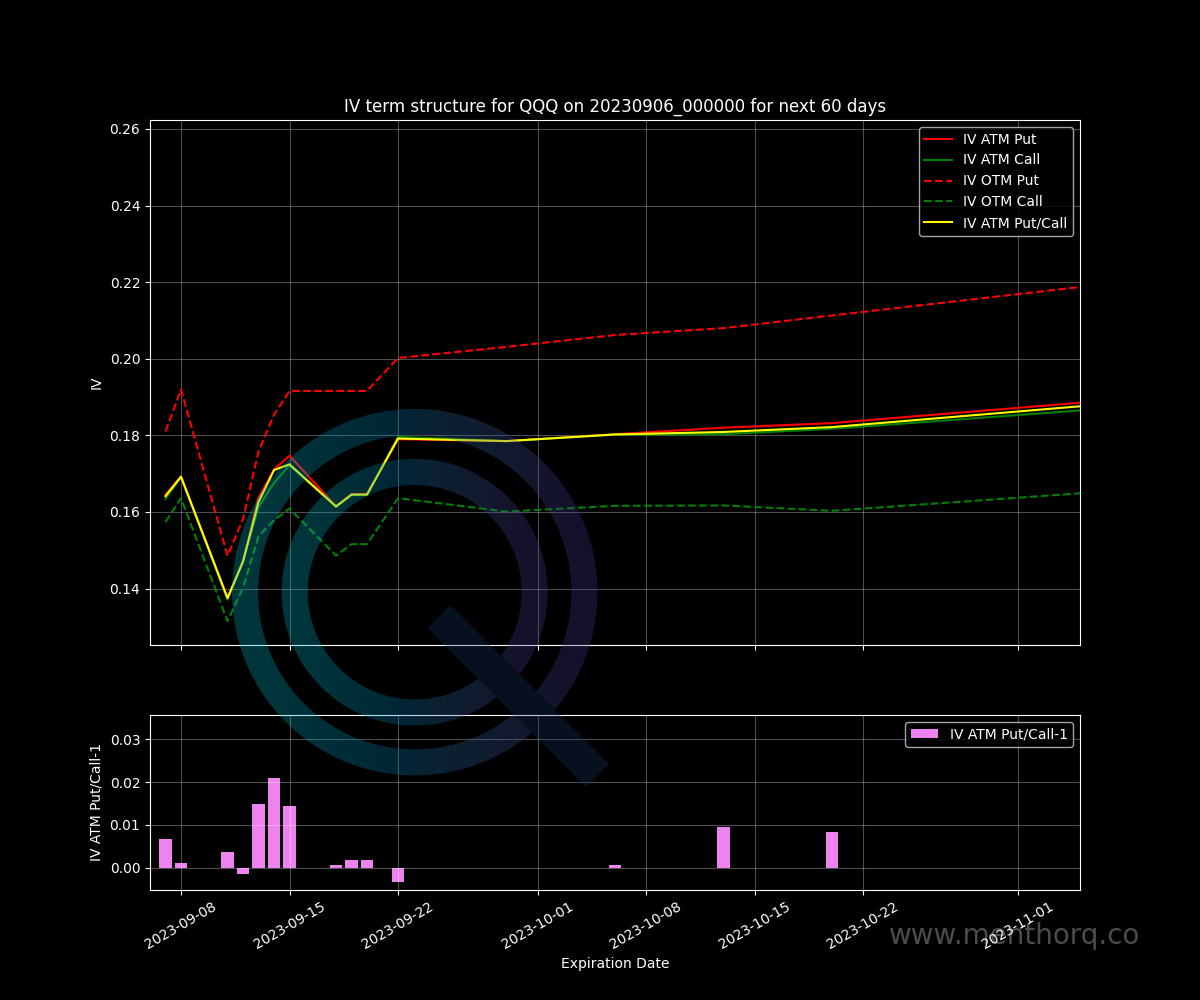 IV term structure for QQQ on 20230906_000000 for next 60 days
0.26
0.24
0.22
0.20
0.18
0.16
0.14
IV
IV ATM Put
IV ATM Call
IV OTM Put
IV OTM Call
IV ATM Put/Call
0.03
0.02
0.01
0.00
IV ATM Put/Call-1
IV ATM Put/Call-1
2023-09-08
2023-09-15
2023-09-22
2023-10-01
2023-10-08
2023-10-15
2023-10-22
2023-11-01
www.menthorq.co
Expiration Date